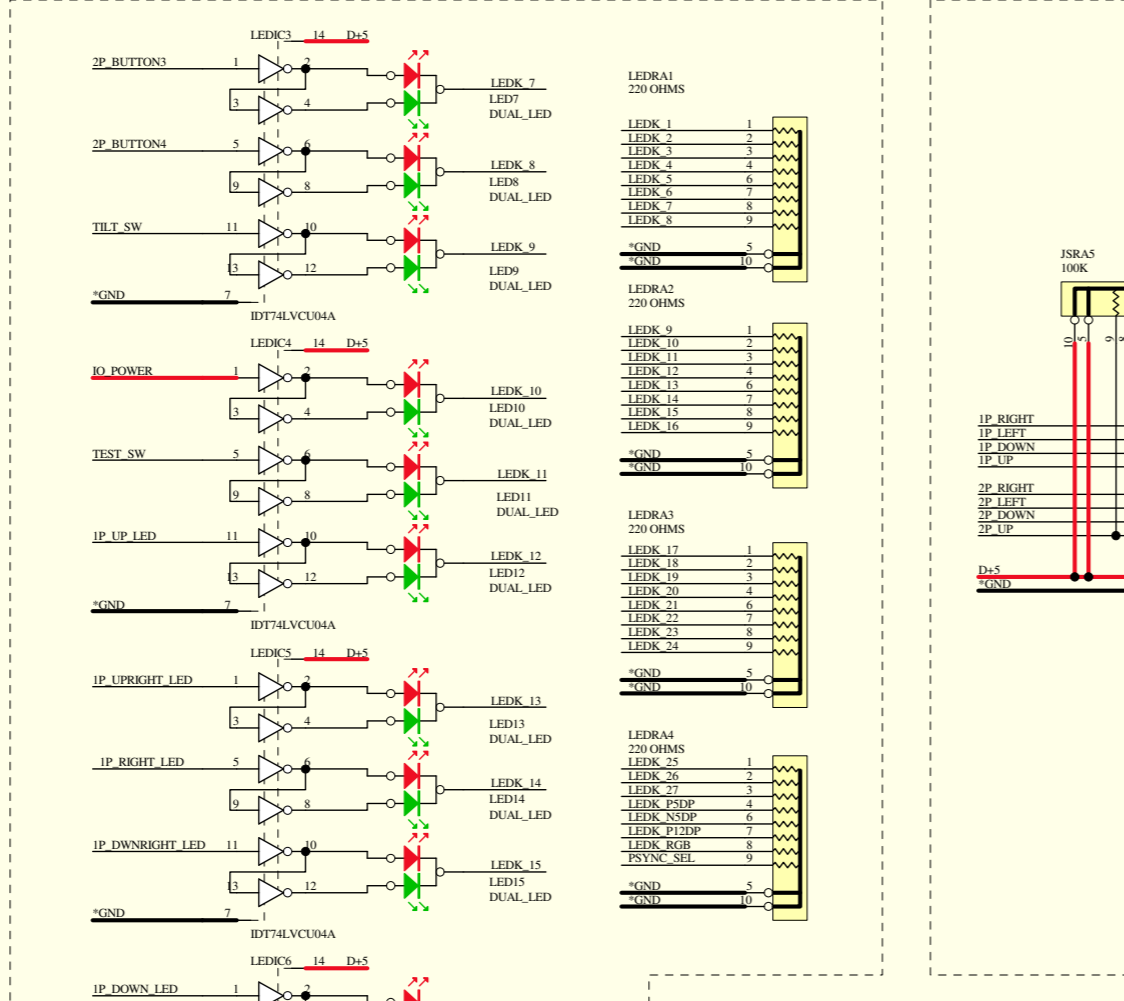 LEDIC3 14 D+5
2P_BUTTON3 1 2
3 4
LEDK_7
LED7
DUAL_LED
2P_BUTTON4 5 6
9 8
LEDK_8
LED8
DUAL_LED
TILT_SW 11 10
13 12
LEDK_9
LED9
DUAL_LED
*GND 7
IDT74LVCU04A
LEDIC4 14 D+5
IO_POWER 1 2
3 4
LEDK_10
LED10
DUAL_LED
TEST_SW 5 6
9 8
LEDK_11
LED11
DUAL_LED
1P_UP_LED 11 10
13 12
LEDK_12
LED12
DUAL_LED
*GND 7
IDT74LVCU04A
LEDIC5 14 D+5
1P_UPRIGHT_LED 1 2
3 4
LEDK_13
LED13
DUAL_LED
1P_RIGHT_LED 5 6
9 8
LEDK_14
LED14
DUAL_LED
1P_DWNRIGHT_LED 11 10
13 12
LEDK_15
LED15
DUAL_LED
*GND 7
IDT74LVCU04A
LEDIC6 14 D+5
1P_DOWN_LED 1 2
LEDRA1
220 OHMS
LEDK_1 1
LEDK_2 2
LEDK_3 3
LEDK_4 4
LEDK_5 6
LEDK_6 7
LEDK_7 8
LEDK_8 9
*GND 5
*GND 10
LEDRA2
220 OHMS
LEDK_9 1
LEDK_10 2
LEDK_11 3
LEDK_12 4
LEDK_13 6
LEDK_14 7
LEDK_15 8
LEDK_16 9
*GND 5
*GND 10
LEDRA3
220 OHMS
LEDK_17 1
LEDK_18 2
LEDK_19 3
LEDK_20 4
LEDK_21 6
LEDK_22 7
LEDK_23 8
LEDK_24 9
*GND 5
*GND 10
LEDRA4
220 OHMS
LEDK_25 1
LEDK_26 2
LEDK_27 3
LEDK_P5DP 4
LEDK_N5DP 6
LEDK_P12DP 7
LEDK_RGB 8
PSYNC_SEL 9
*GND 5
*GND 10
JSRA5
100K
10 5 9
1P_RIGHT
1P_LEFT
1P_DOWN
1P_UP
2P_RIGHT
2P_LEFT
2P_DOWN
2P_UP
D+5
*GND